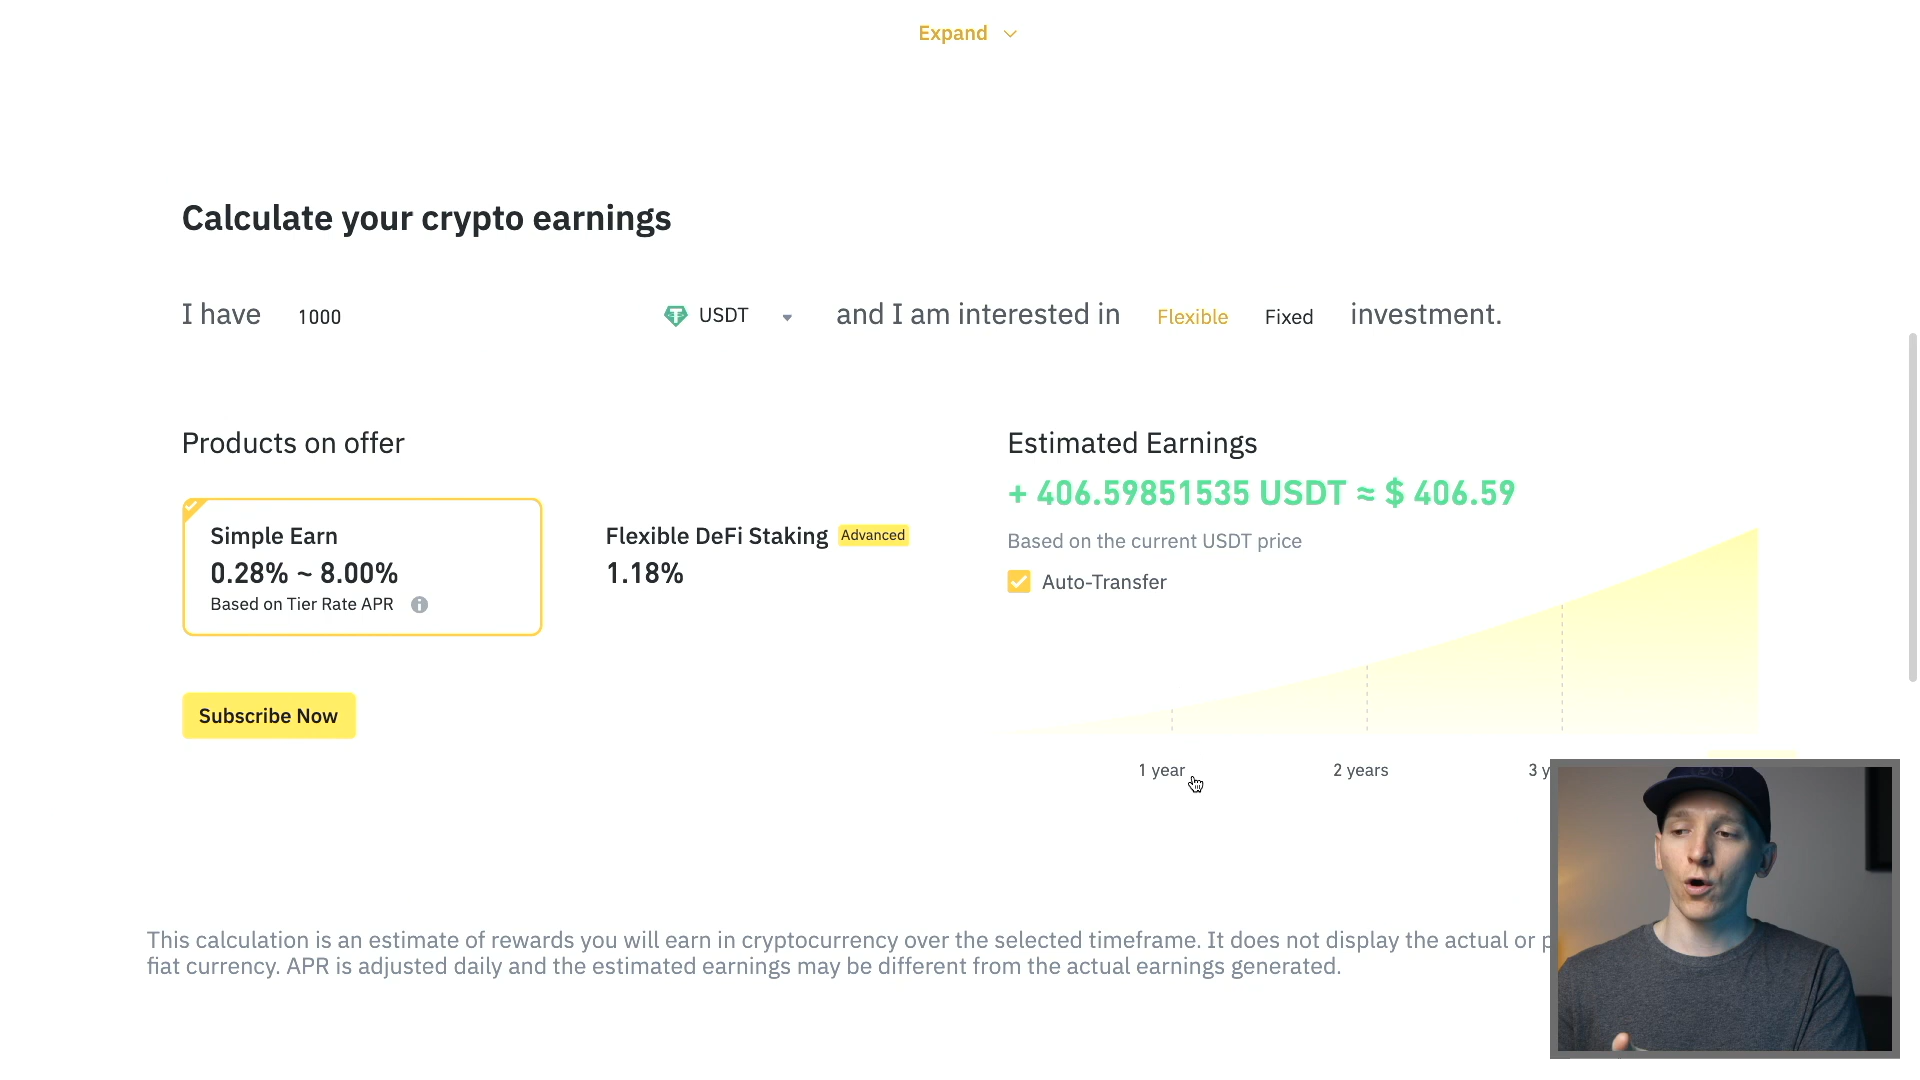 Expand
Calculate your crypto earnings
I have 1000 USDT and I am interested in Flexible Fixed investment.
Products on offer
Simple Earn
0.28% ~ 8.00%
Based on Tier Rate APR
Flexible DeFi Staking Advanced
1.18%
Subscribe Now
Estimated Earnings
+ 406.59851535 USDT ≈ $ 406.59
Based on the current USDT price
Auto-Transfer
1 year 2 years 3 y
This calculation is an estimate of rewards you will earn in cryptocurrency over the selected timeframe. It does not display the actual or p
fiat currency. APR is adjusted daily and the estimated earnings may be different from the actual earnings generated.